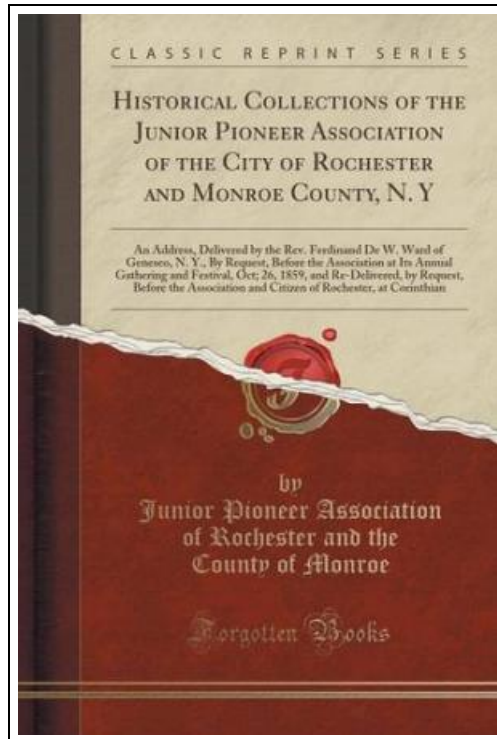 CLASSIC REPRINT SERIES
HISTORICAL COLLECTIONS OF THE
JUNIOR PIONEER ASSOCIATION
OF THE CITY OF ROCHESTER
AND MONROE COUNTY, N. Y
An Address, Delivered by the Rev. Ferdinand De W. Ward of
Geneseo, N. Y., By Request, Before the Association at Its Annual
Gathering and Festival, Oct; 26, 1859, and Re-Delivered, by Request,
Before the Association and Citizen of Rochester, at Corinthian
by
Junior Pioneer Association
of Rochester and the
County of Monroe
Forgotten Books